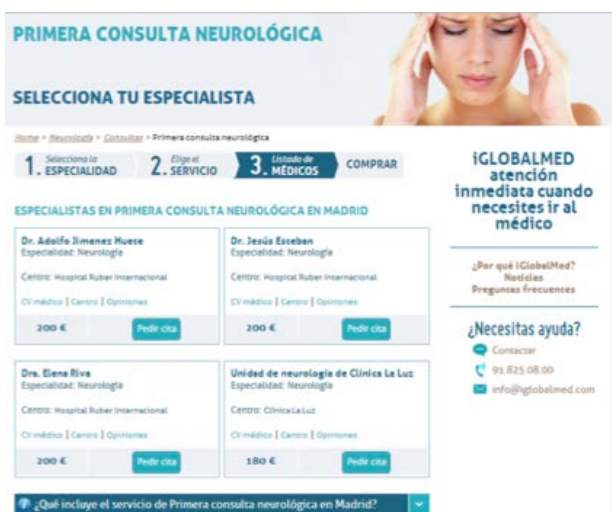 PRIMERA CONSULTA NEUROLÓGICA
SELECCIONA TU ESPECIALISTA
Home > Neurología > Consultas > Primera consulta neurológica
1. Selecciona la ESPECIALIDAD
2. Elige el SERVICIO
3. Listado de MÉDICOS
COMPRAR
ESPECIALISTAS EN PRIMERA CONSULTA NEUROLÓGICA EN MADRID
Dr. Adolfo Jimenez Huete
Especialidad: Neurología
Centro: Hospital Ruber Internacional
CV médico | Centro | Opiniones
200 €
Pedir cita
Dr. Jesús Esteban
Especialidad: Neurología
Centro: Hospital Ruber Internacional
CV médico | Centro | Opiniones
200 €
Pedir cita
Dra. Elena Riva
Especialidad: Neurología
Centro: Hospital Ruber Internacional
CV médico | Centro | Opiniones
200 €
Pedir cita
Unidad de neurología de Clínica La Luz
Especialidad: Neurología
Centro: Clínica La Luz
CV médico | Centro | Opiniones
180 €
Pedir cita
¿Qué incluye el servicio de Primera consulta neurológica en Madrid?
iGLOBALMED
atención
inmediata cuando
necesites ir al
médico
¿Por qué iGlobalMed?
Noticias
Preguntas frecuentes
¿Necesitas ayuda?
Contactar
91.825.08.00
info@iglobalmed.com